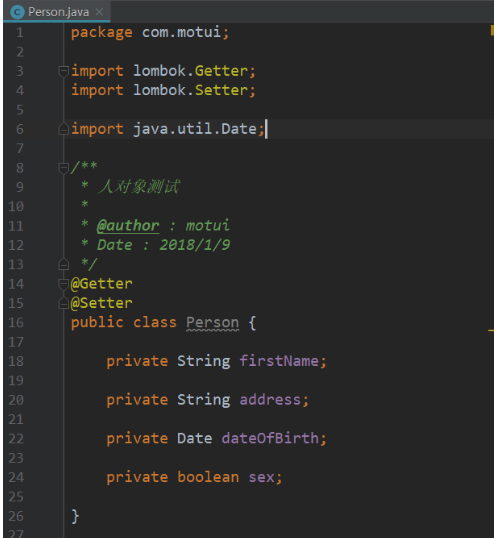 Person.java ×
1 package com.motui;
2
3 import lombok.Getter;
4 import lombok.Setter;
5
6 import java.util.Date;
7
8 /**
9  * 人对象测试
10  *
11  * @author : motui
12  * Date : 2018/1/9
13  */
14 @Getter
15 @Setter
16 public class Person {
17
18     private String firstName;
19
20     private String address;
21
22     private Date dateOfBirth;
23
24     private boolean sex;
25
26 }
27